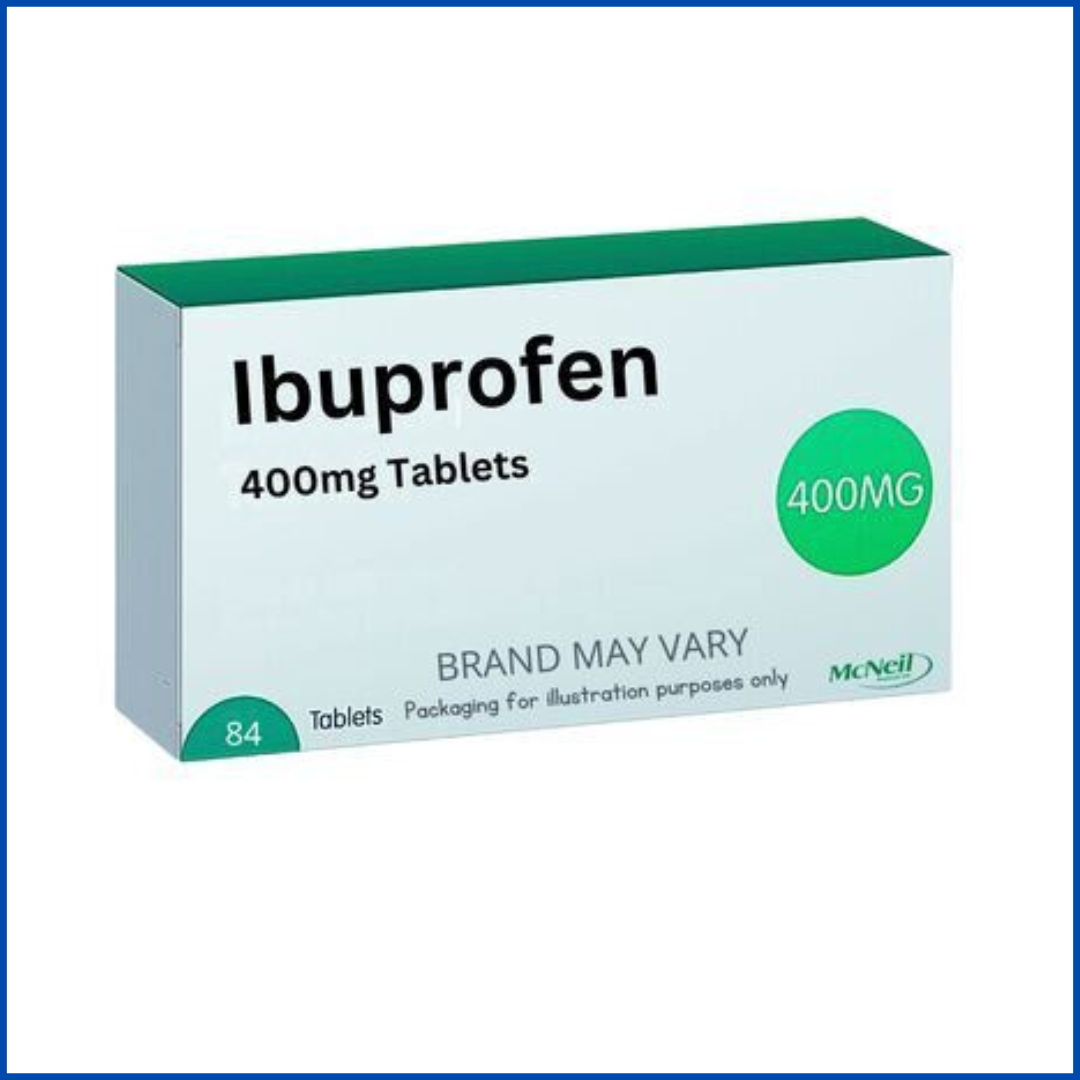 Ibuprofen
400mg Tablets
400MG
BRAND MAY VARY
Packaging for illustration purposes only
McNeil
84
Tablets